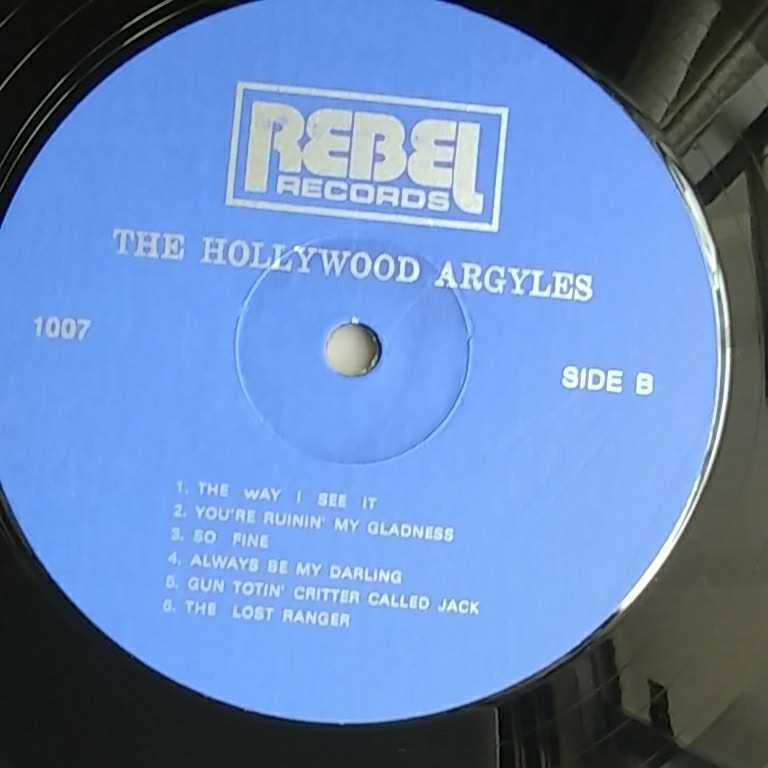 REBEL
RECORDS
THE HOLLYWOOD ARGYLES
1007
SIDE B
1. THE WAY I SEE IT
2. YOU'RE RUININ' MY GLADNESS
3. SO FINE
4. ALWAYS BE MY DARLING
5. GUN TOTIN' CRITTER CALLED JACK
6. THE LOST RANGER